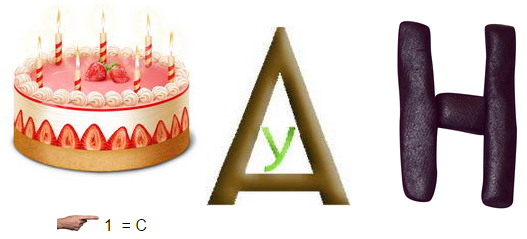 A y H
1 = C